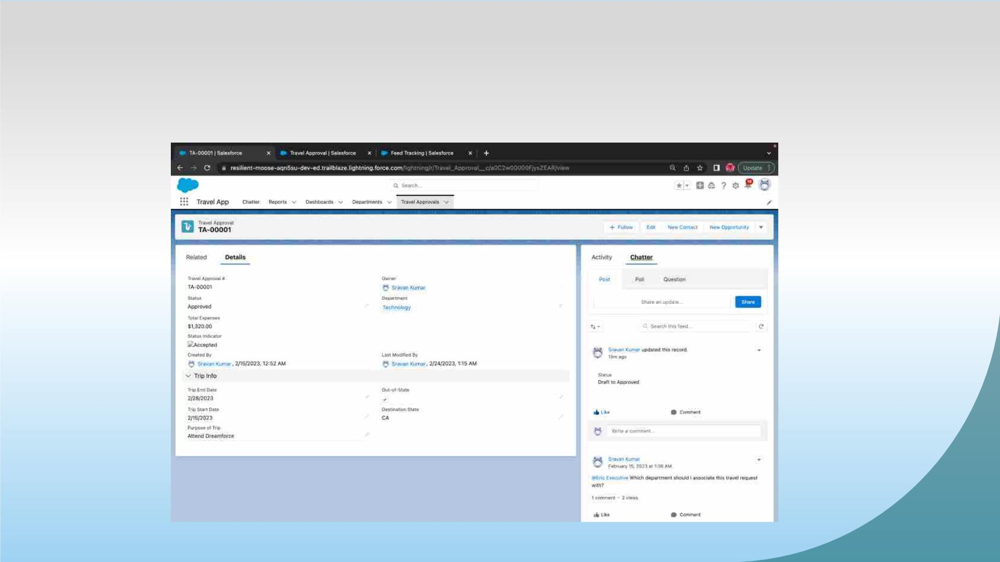 TA-00001 | Salesforce
Travel Approval | Salesforce
Feed Tracking | Salesforce
resilient-moose-aqn5su-dev-ed.trailblaze.lightning.force.com/lightning/r/Travel_Approval__c/a0C2w00000FjysZEAR/view
Update
Search...
Travel App
Chatter
Reports
Dashboards
Departments
Travel Approvals
Travel Approval
TA-00001
+ Follow
Edit
New Contact
New Opportunity
Related
Details
Travel Approval #
TA-00001
Owner
Sravan Kumar
Status
Approved
Department
Technology
Total Expenses
$1,320.00
Status Indicator
Accepted
Created By
Sravan Kumar, 2/15/2023, 12:52 AM
Last Modified By
Sravan Kumar, 2/24/2023, 1:15 AM
Trip Info
Trip End Date
2/28/2023
Out-of-State
Trip Start Date
2/15/2023
Destination State
CA
Purpose of Trip
Attend Dreamforce
Activity
Chatter
Post
Poll
Question
Share an update...
Share
Search this feed...
Sravan Kumar updated this record.
15m ago
Status
Draft to Approved
Like
Comment
Write a comment...
Sravan Kumar
February 15, 2023 at 1:36 AM
@Eric Executive Which department should I associate this travel request
with?
1 comment · 2 views
Like
Comment